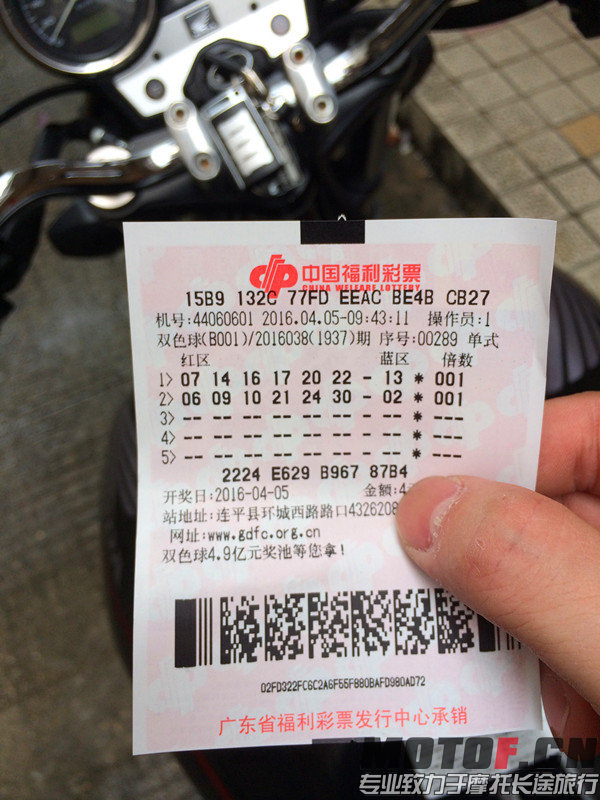 中国福利彩票
CHINA WELFARE LOTTERY
15B9 132C 77FD EEAC BE4B CB27
机号:44060601 2016.04.05-09:43:11 操作员:1
双色球(B001)/2016038(1937)期 序号:00289 单式
红区 蓝区 倍数
1> 07 14 16 17 20 22 - 13 * 001
2> 06 09 10 21 24 30 - 02 * 001
3> -- -- -- -- -- -- - -- * ---
4> -- -- -- -- -- -- - -- * ---
5> -- -- -- -- -- -- - -- * ---
2224 E629 B967 87B4
开奖日:2016-04-05 金额:4
站地址:连平县环城西路路口4326208
网址:www.gdfc.org.cn
双色球4.9亿元奖池等您拿!
02FD322FC6C2A6F55F880BAFD980AD72
广东省福利彩票发行中心承销
MOTOF.CN
专业致力于摩托长途旅行